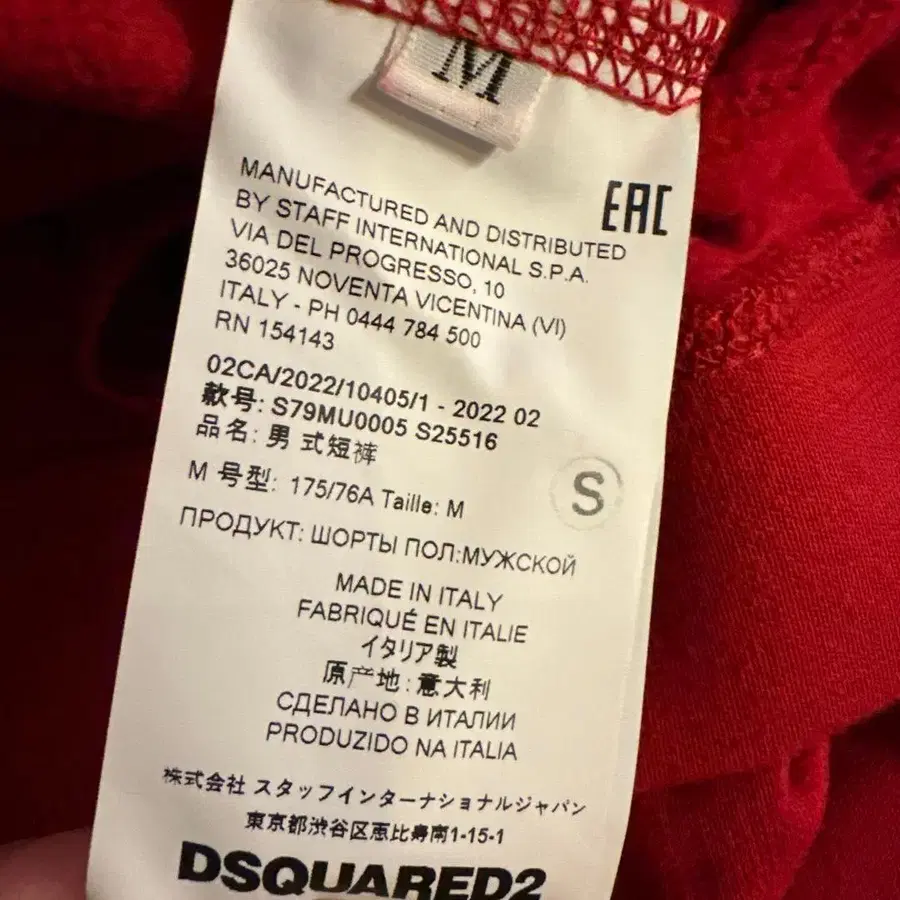 M
EAC
MANUFACTURED AND DISTRIBUTED
BY STAFF INTERNATIONAL S.P.A.
VIA DEL PROGRESSO, 10
36025 NOVENTA VICENTINA (VI)
ITALY - PH 0444 784 500
RN 154143
02CA/2022/10405/1 - 2022 02
款号: S79MU0005 S25516
品名: 男 式短裤
S
M 号型: 175/76A Taille: M
ПРОДУКТ: ШОРТЫ ПОЛ:МУЖСКОЙ
MADE IN ITALY
FABRIQUÉ EN ITALIE
イタリア製
原产地: 意大利
СДЕЛАНО В ИТАЛИИ
PRODUZIDO NA ITALIA
株式会社 スタッフインターナショナルジャパン
東京都渋谷区恵比寿南1-15-1
DSQUARED2